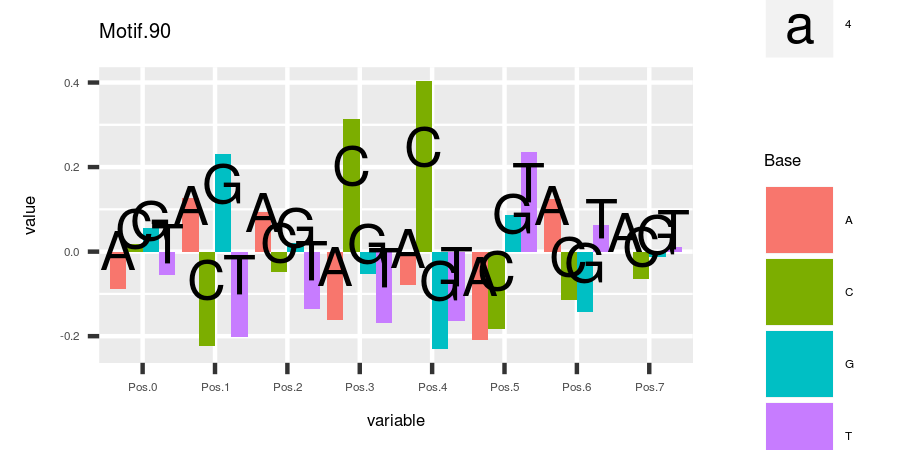 Motif.90
a 4
0.4
0.2
0.0
-0.2
value
A C G T A C G T A C G T A C G T A C G T A C G T A C G T A C G T
Pos.0 Pos.1 Pos.2 Pos.3 Pos.4 Pos.5 Pos.6 Pos.7
variable
Base
A
C
G
T